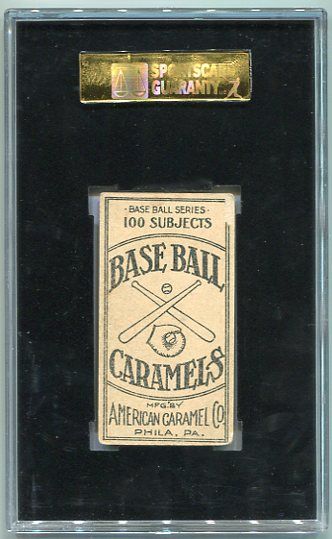 SPORTSCARD
GUARANTY
· BASE BALL SERIES ·
100 SUBJECTS
BASE BALL
CARAMELS
MFG. BY
AMERICAN CARAMEL CO.
PHILA., PA.